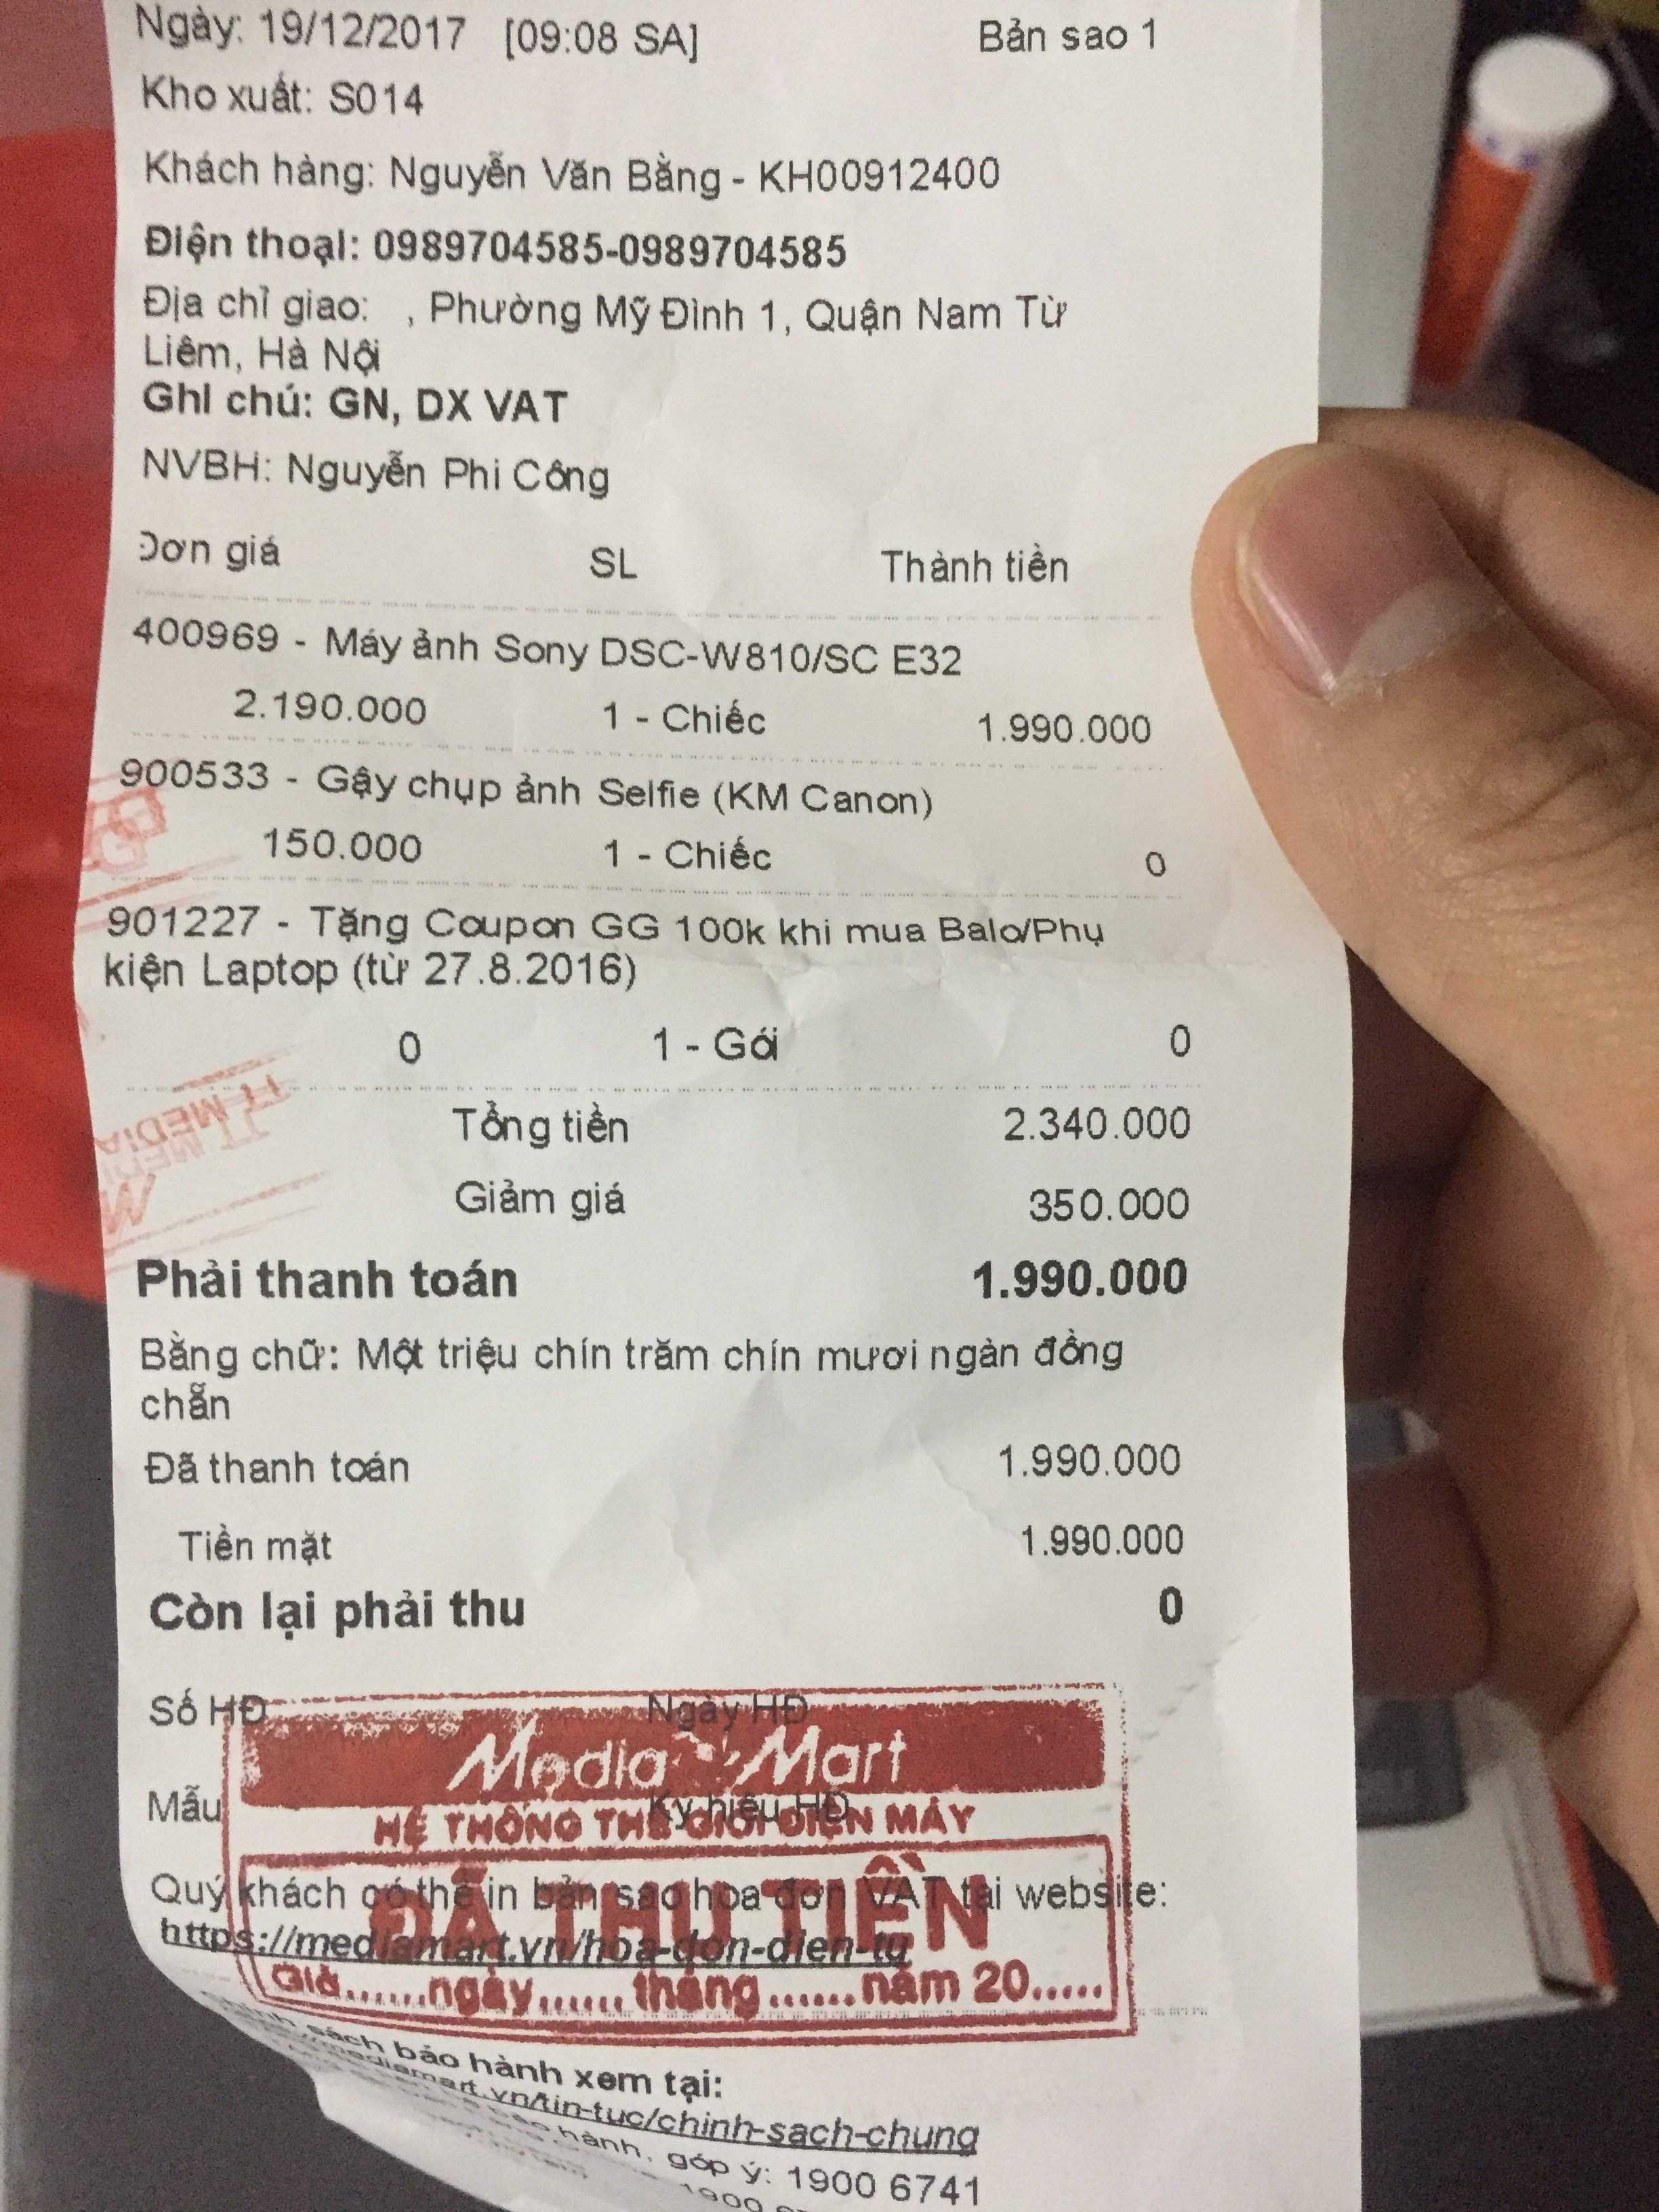 Ngày: 19/12/2017 [09:08 SA] Bản sao 1
Kho xuất: S014
Khách hàng: Nguyễn Văn Bằng - KH00912400
Điện thoại: 0989704585-0989704585
Địa chỉ giao: , Phường Mỹ Đình 1, Quận Nam Từ
Liêm, Hà Nội
Ghi chú: GN, DX VAT
NVBH: Nguyễn Phi Công
Đơn giá SL Thành tiền
400969 - Máy ảnh Sony DSC-W810/SC E32
2.190.000 1 - Chiếc 1.990.000
900533 - Gậy chụp ảnh Selfie (KM Canon)
150.000 1 - Chiếc 0
901227 - Tặng Coupon GG 100k khi mua Balo/Phụ
kiện Laptop (từ 27.8.2016)
0 1 - Gói 0
TT MEDIA
Tổng tiền 2.340.000
Giảm giá 350.000
Phải thanh toán 1.990.000
Bằng chữ: Một triệu chín trăm chín mươi ngàn đồng
chẵn
Đã thanh toán 1.990.000
Tiền mặt 1.990.000
Còn lại phải thu 0
Số HĐ Ngày HĐ
Media Mart
Mẫu Ký hiệu HĐ
HỆ THỐNG THẾ GIỚI ĐIỆN MÁY
Quý khách có thể in bản sao hóa đơn VAT tại website:
ĐÃ THU TIỀN
https://mediamart.vn/hoa-don-dien-tu
Giờ......ngày......tháng......năm 20.....
sách bảo hành xem tại:
mediamart.vn/tin-tuc/chinh-sach-chung
hành, góp ý: 1900 6741